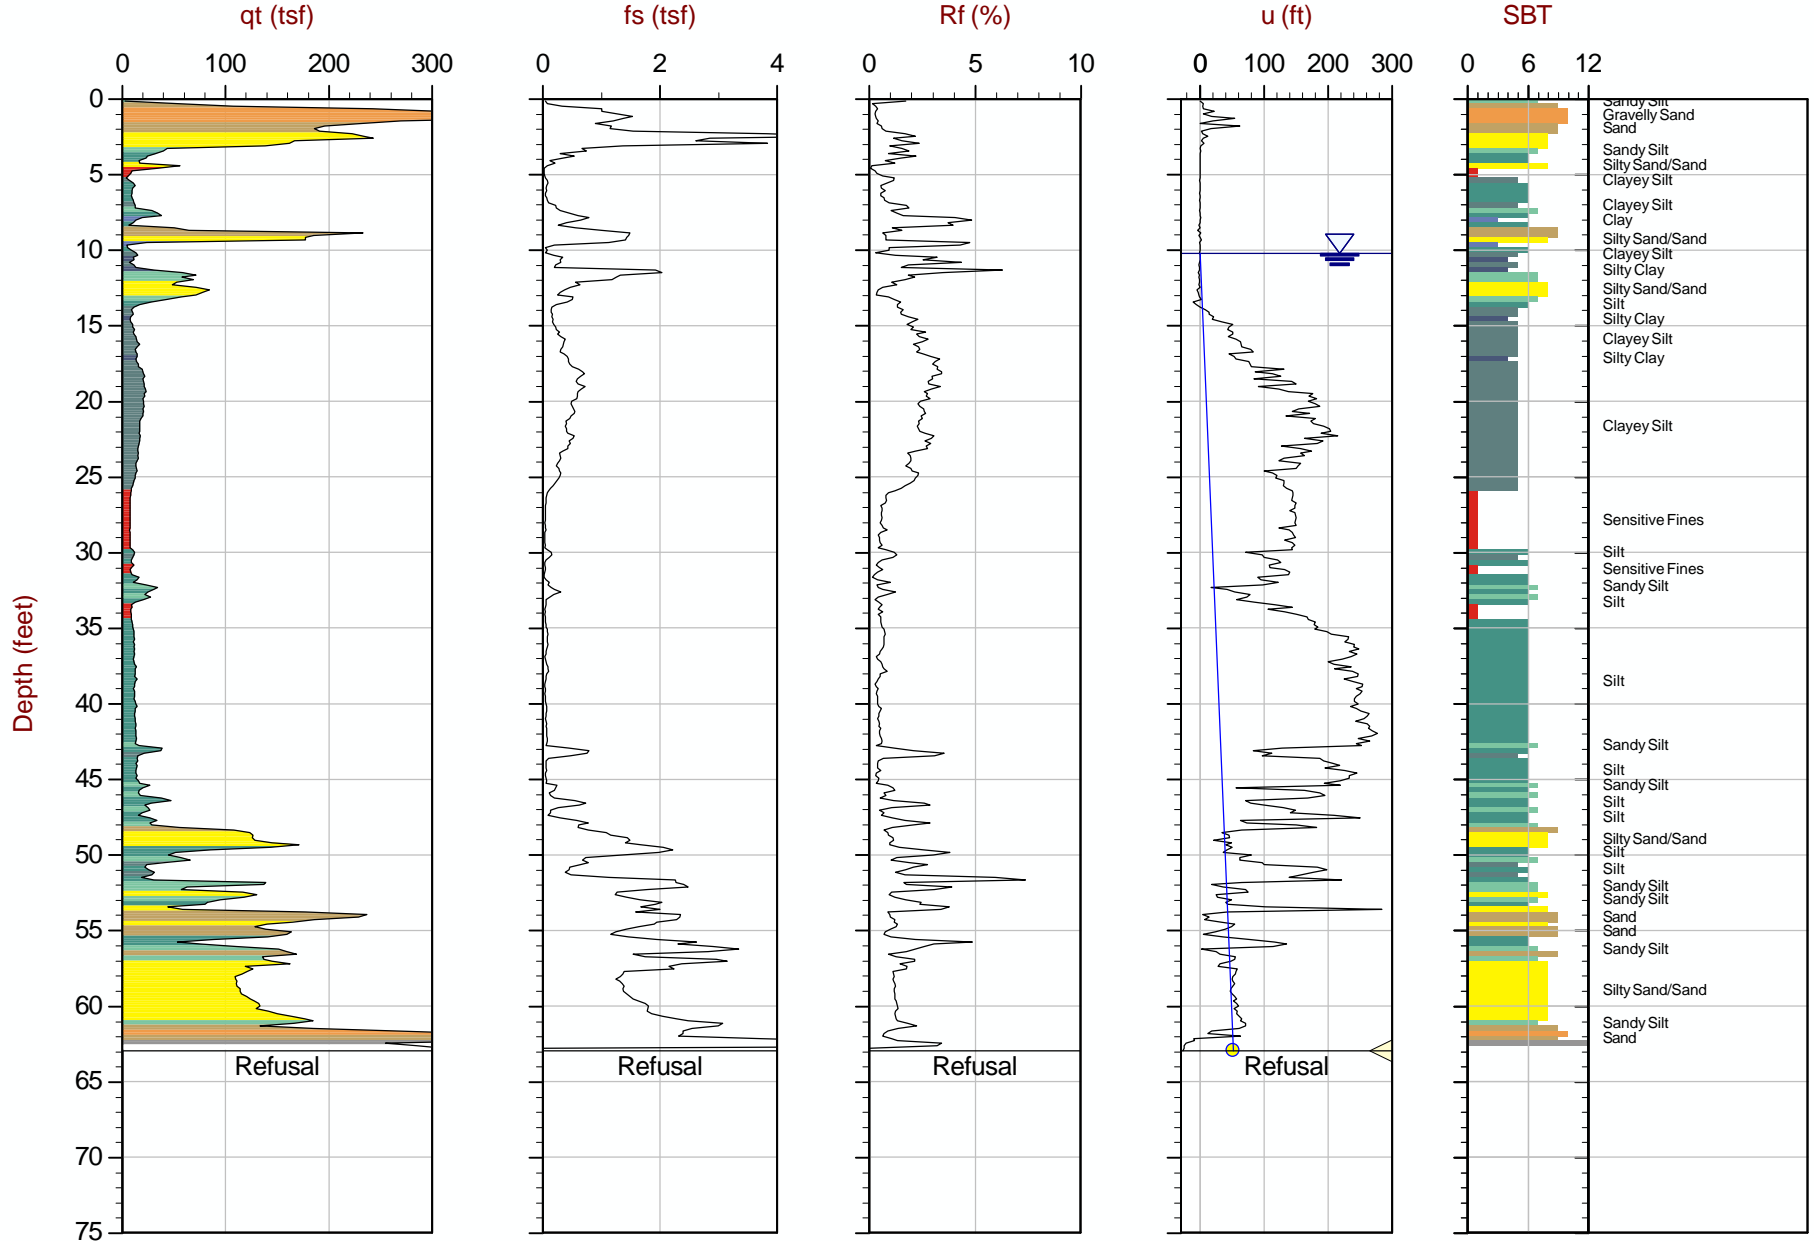 qt (tsf) fs (tsf) Rf (%) u (ft) SBT
0 100 200 300 0 2 4 0 5 10 0 0 100 200 300 0 6 12
0
5
10
15
20
25
30
35
40
45
50
55
60
65
70
75
Depth (feet)
Refusal Refusal Refusal Refusal
Sandy Silt
Gravelly Sand
Sand
Sandy Silt
Silty Sand/Sand
Clayey Silt
Clayey Silt
Clay
Silty Sand/Sand
Clayey Silt
Silty Clay
Silty Sand/Sand
Silt
Silty Clay
Clayey Silt
Silty Clay
Clayey Silt
Sensitive Fines
Silt
Sensitive Fines
Sandy Silt
Silt
Silt
Sandy Silt
Silt
Sandy Silt
Silt
Silt
Silty Sand/Sand
Silt
Silt
Sandy Silt
Sandy Silt
Sand
Sand
Sandy Silt
Silty Sand/Sand
Sandy Silt
Sand